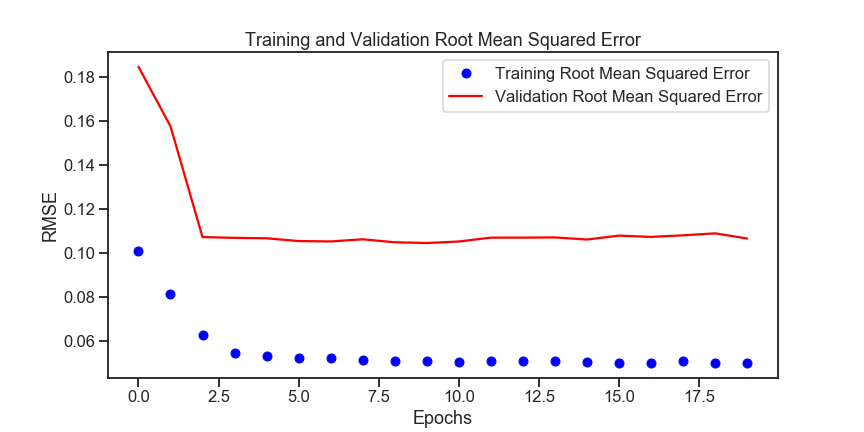 Training and Validation Root Mean Squared Error
Training Root Mean Squared Error
Validation Root Mean Squared Error
RMSE
0.18
0.16
0.14
0.12
0.10
0.08
0.06
0.0 2.5 5.0 7.5 10.0 12.5 15.0 17.5
Epochs